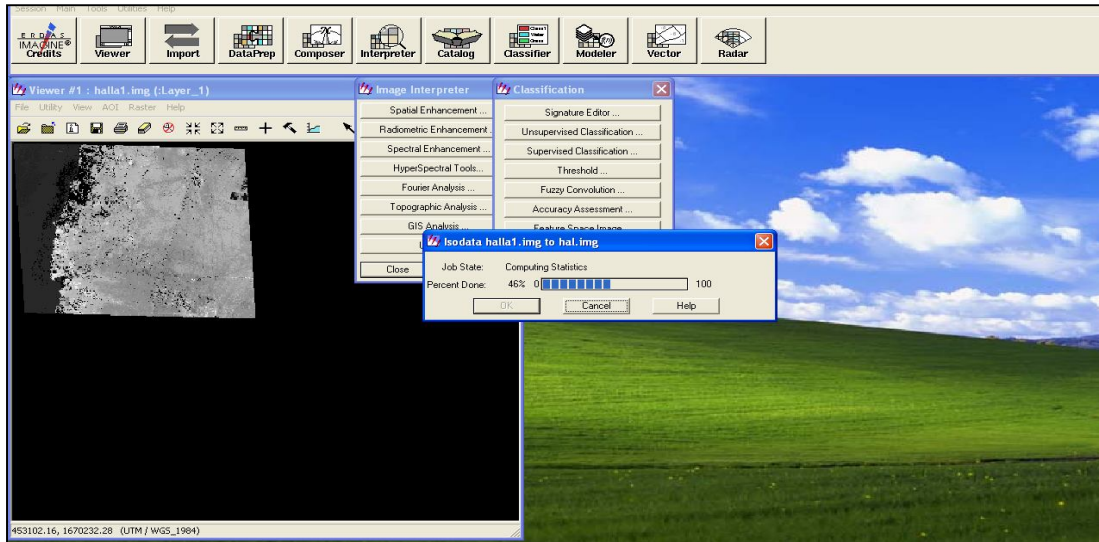 Session Main Tools Utilities Help
ERDAS
IMAGINE®
Credits Viewer Import DataPrep Composer Interpreter Catalog Classifier Modeler Vector Radar
Viewer #1 : halla1.img (:Layer_1)
File Utility View AOI Raster Help
453102.16, 1670232.28 (UTM / WGS_1984)
Image Interpreter
Spatial Enhancement ...
Radiometric Enhancement
Spectral Enhancement ...
HyperSpectral Tools...
Fourier Analysis ...
Topographic Analysis ...
GIS Analysis ...
Close
Classification
Signature Editor ...
Unsupervised Classification ...
Supervised Classification ...
Threshold ...
Fuzzy Convolution ...
Accuracy Assessment ...
Feature Space Image
Isodata halla1.img to hal.img
Job State: Computing Statistics
Percent Done: 46% 0 100
OK Cancel Help